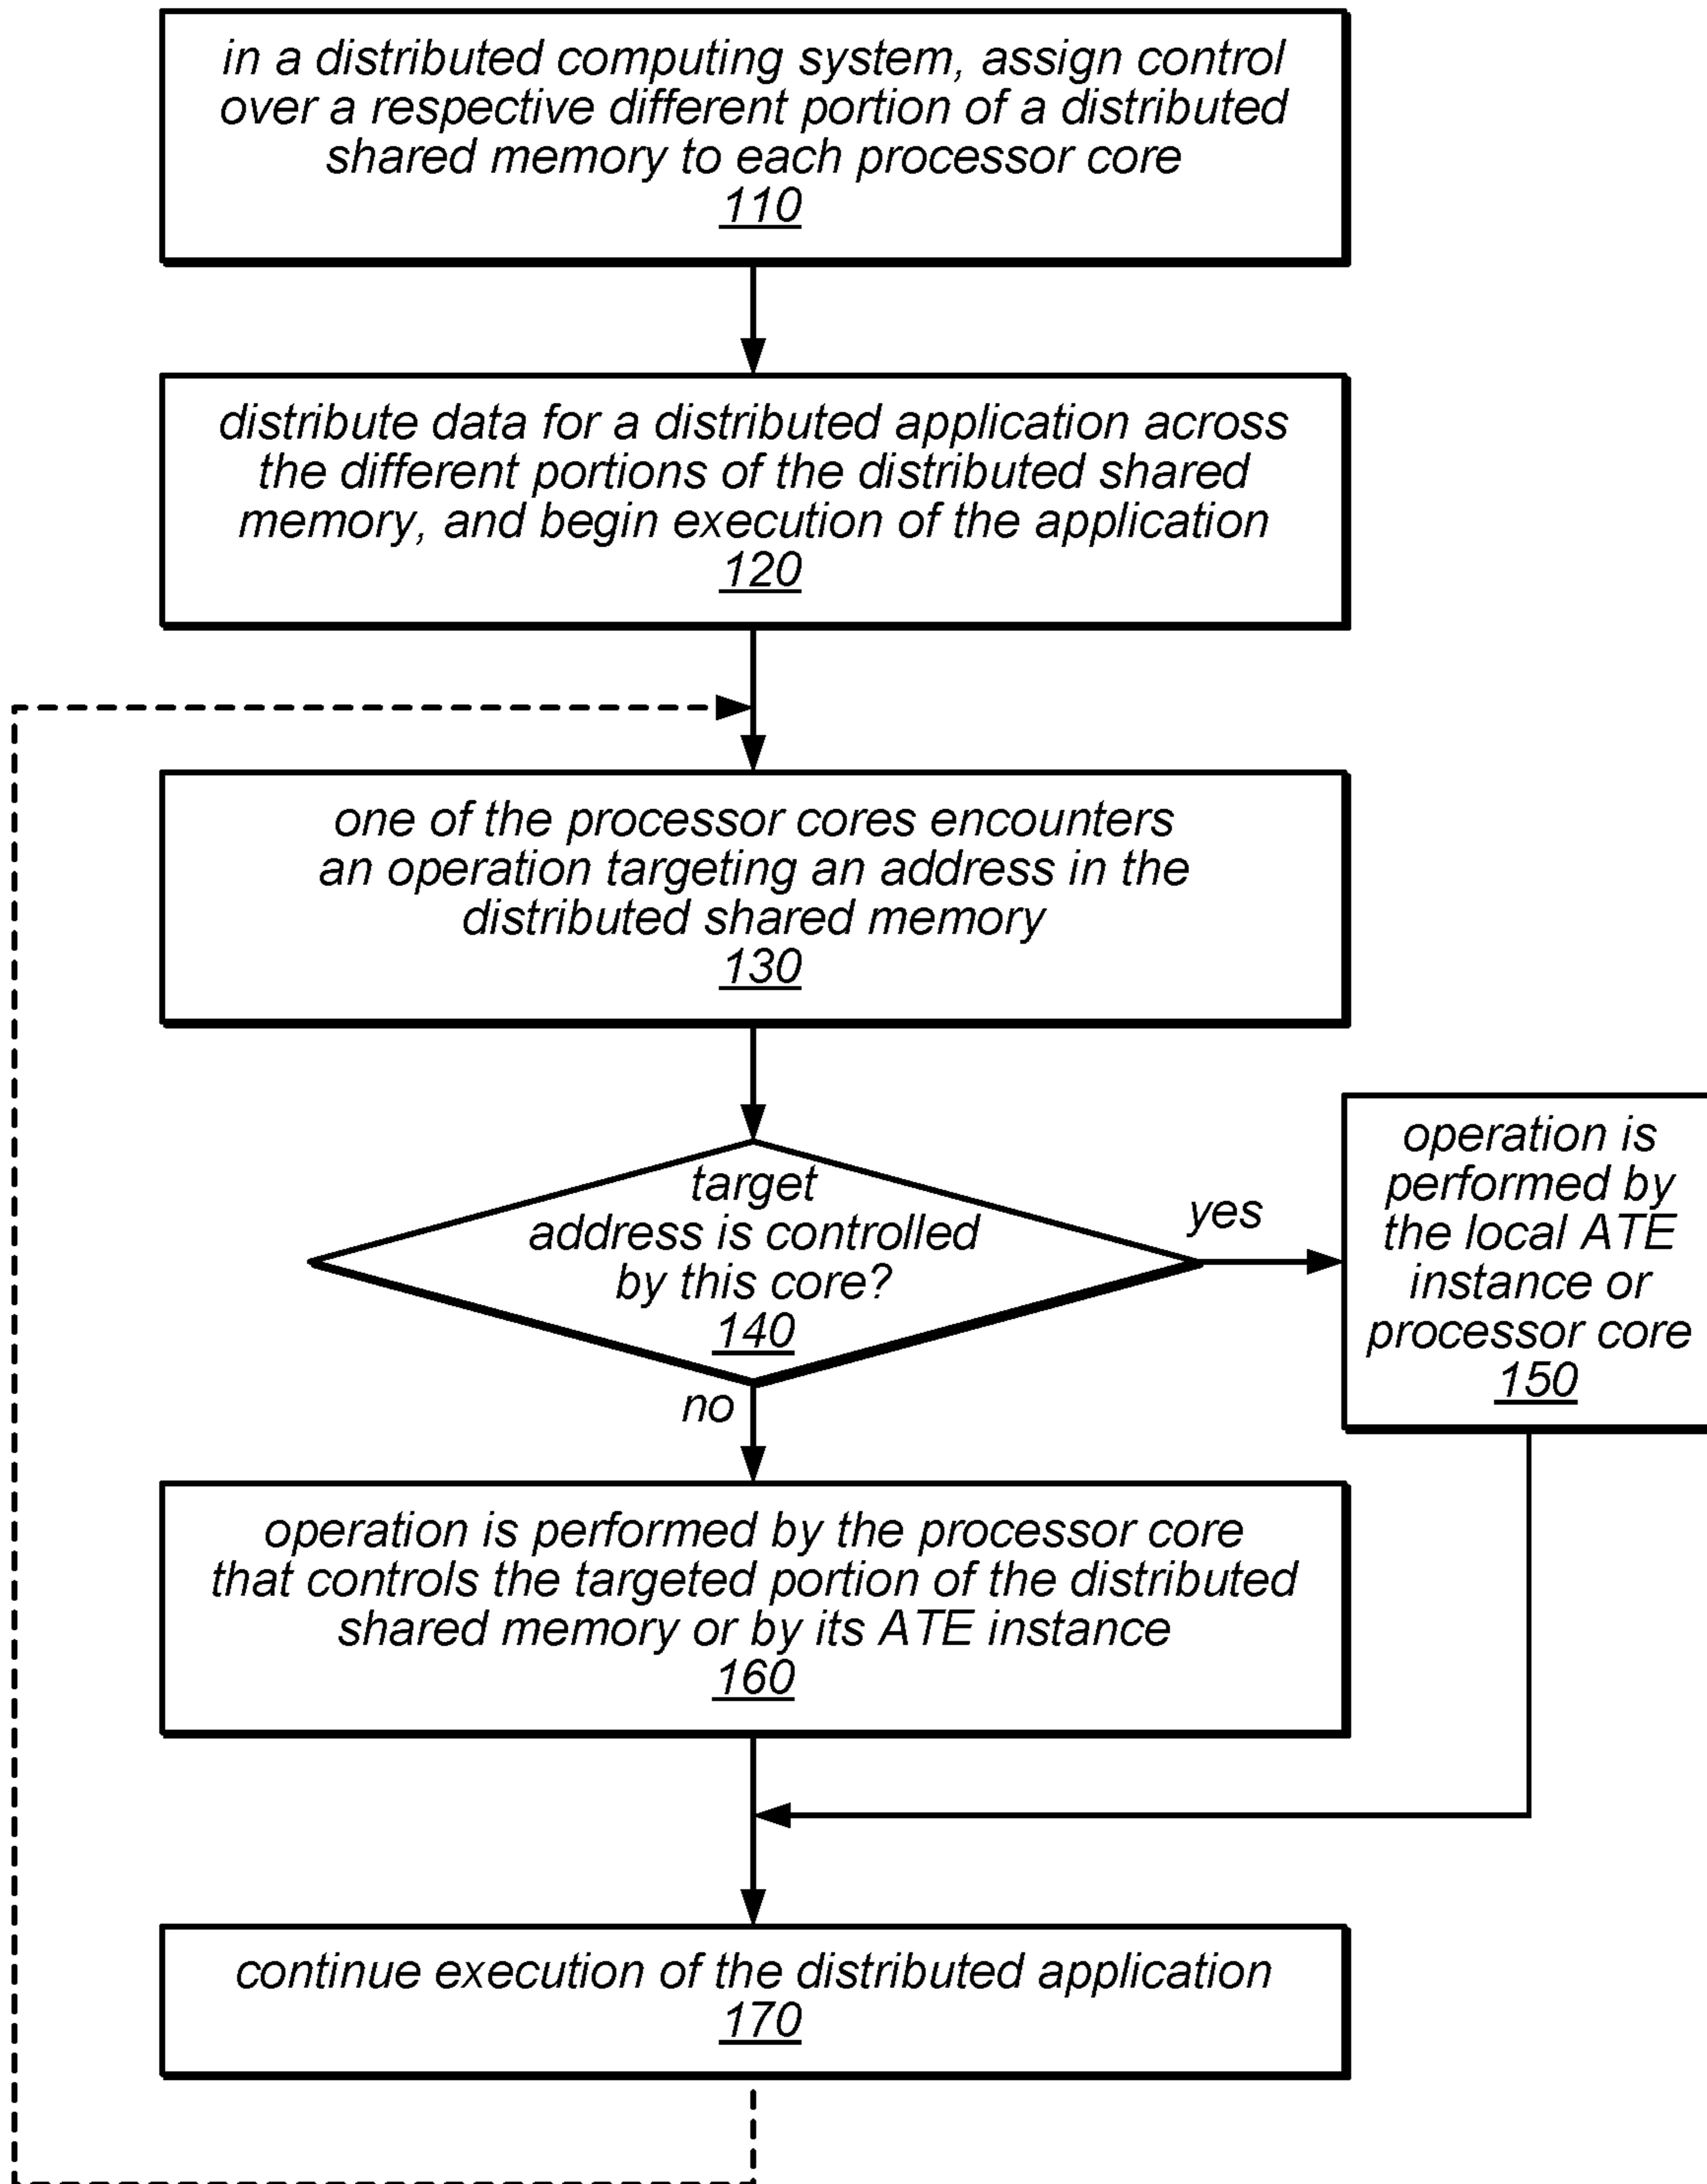 in a distributed computing system, assign control
over a respective different portion of a distributed
shared memory to each processor core
110
distribute data for a distributed application across
the different portions of the distributed shared
memory, and begin execution of the application
120
one of the processor cores encounters
an operation targeting an address in the
distributed shared memory
130
target
address is controlled
by this core?
140
yes
operation is
performed by
the local ATE
instance or
processor core
150
no
operation is performed by the processor core
that controls the targeted portion of the distributed
shared memory or by its ATE instance
160
continue execution of the distributed application
170